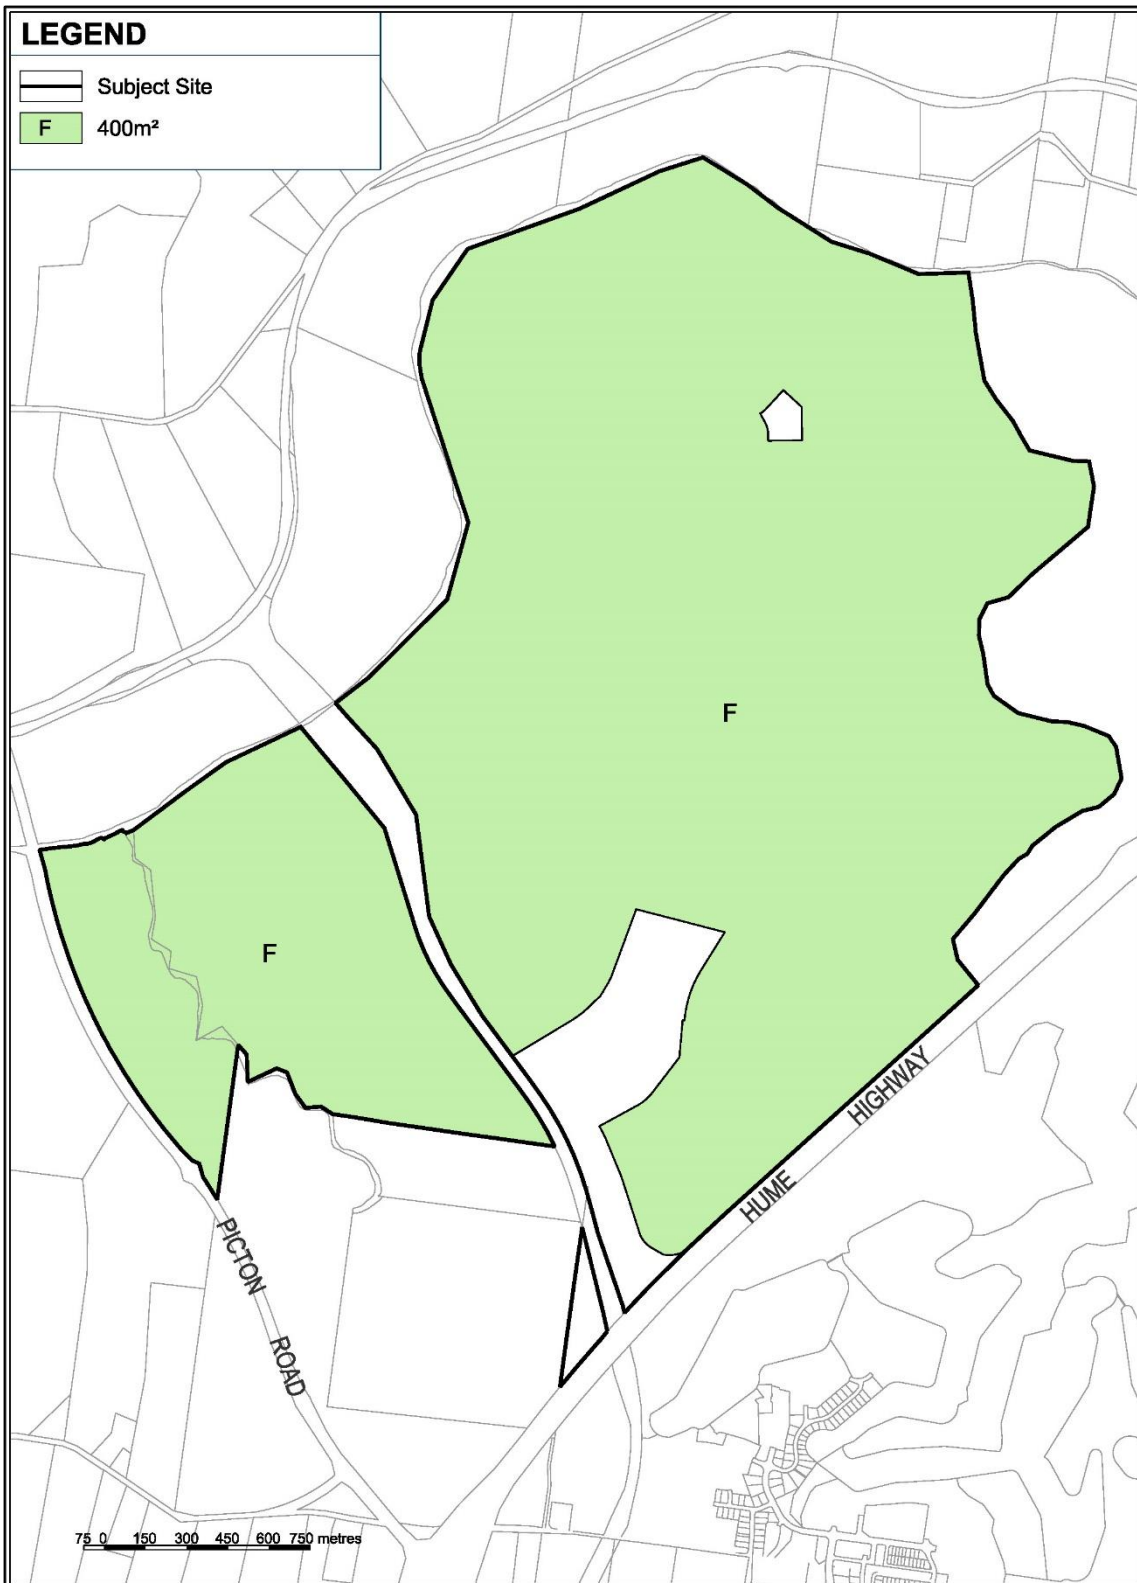 LEGEND
Subject Site
F 400m²
F
F
HUME HIGHWAY
PICTON ROAD
75 0 150 300 450 600 750 metres